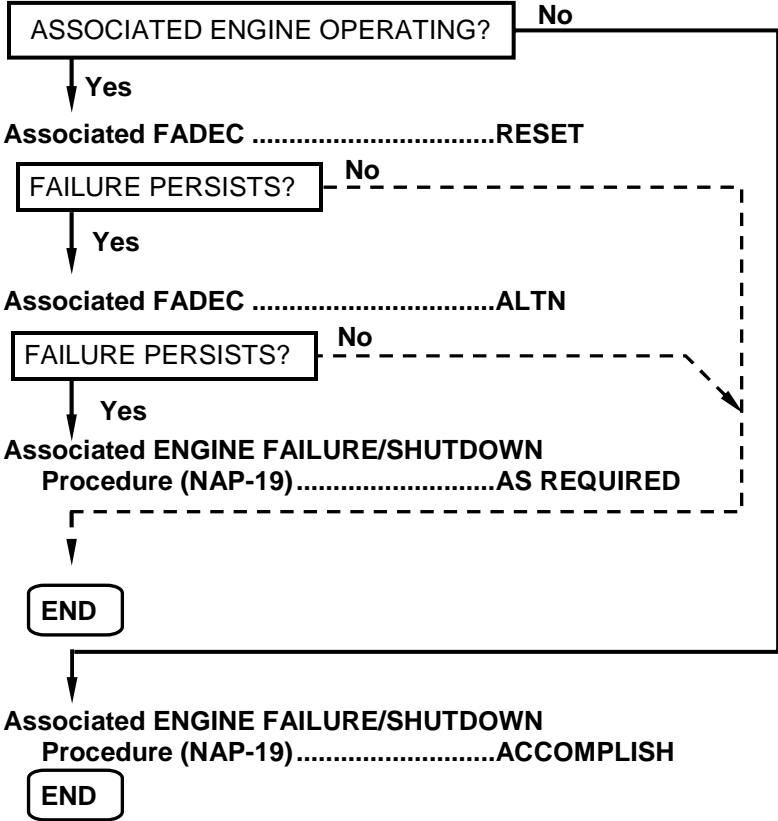 ASSOCIATED ENGINE OPERATING?
No
Yes
Associated FADEC ................................RESET
FAILURE PERSISTS?
No
Yes
Associated FADEC ................................ALTN
FAILURE PERSISTS?
No
Yes
Associated ENGINE FAILURE/SHUTDOWN
Procedure (NAP-19)..........................AS REQUIRED
END
Associated ENGINE FAILURE/SHUTDOWN
Procedure (NAP-19)..........................ACCOMPLISH
END